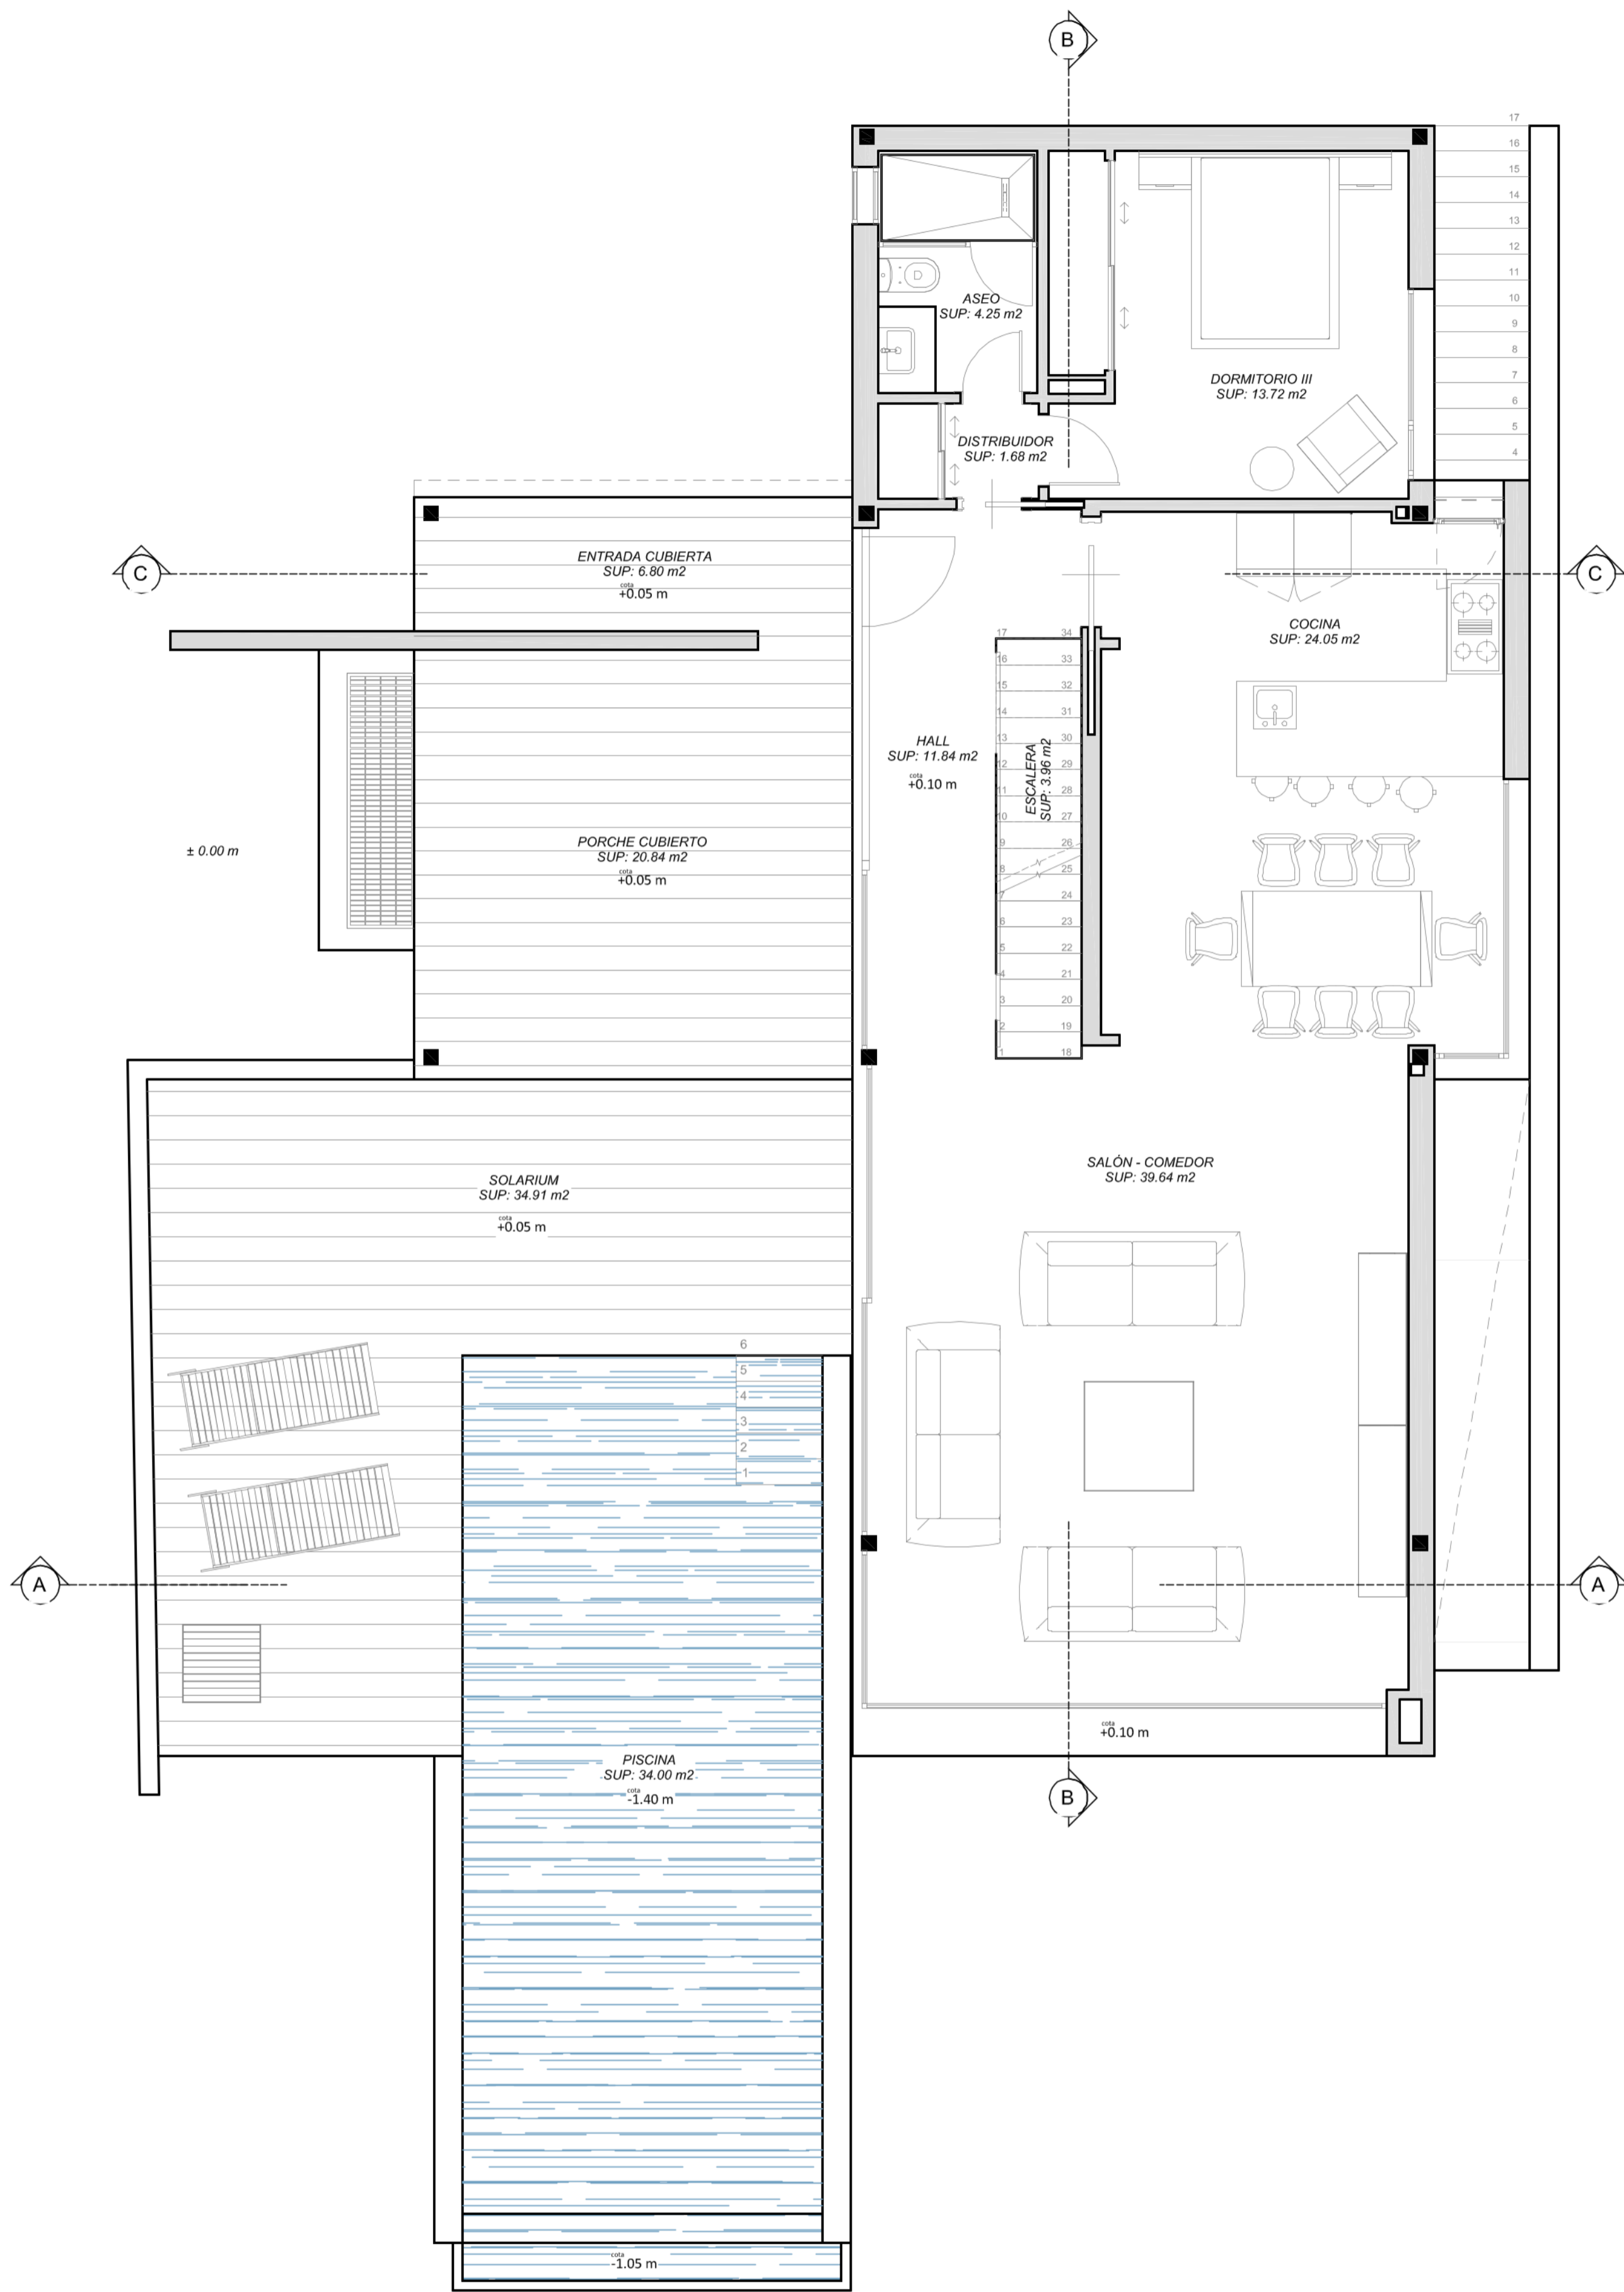 B
17
16
15
14
13
12
11
10
9
8
7
6
5
4
ASEO
SUP: 4.25 m2
DORMITORIO III
SUP: 13.72 m2
DISTRIBUIDOR
SUP: 1.68 m2
C
ENTRADA CUBIERTA
SUP: 6.80 m2
cota
+0.05 m
C
COCINA
SUP: 24.05 m2
17 34
16 33
15 32
14 31
13 30
12 29
11 28
10 27
9 26
8 25
7 24
6 23
5 22
4 21
3 20
2 19
1 18
HALL
SUP: 11.84 m2
cota
+0.10 m
ESCALERA
SUP: 3.96 m2
± 0.00 m
PORCHE CUBIERTO
SUP: 20.84 m2
cota
+0.05 m
SALÓN - COMEDOR
SUP: 39.64 m2
SOLARIUM
SUP: 34.91 m2
cota
+0.05 m
6
5
4
3
2
1
A
A
cota
+0.10 m
PISCINA
SUP: 34.00 m2
cota
-1.40 m
B
cota
-1.05 m